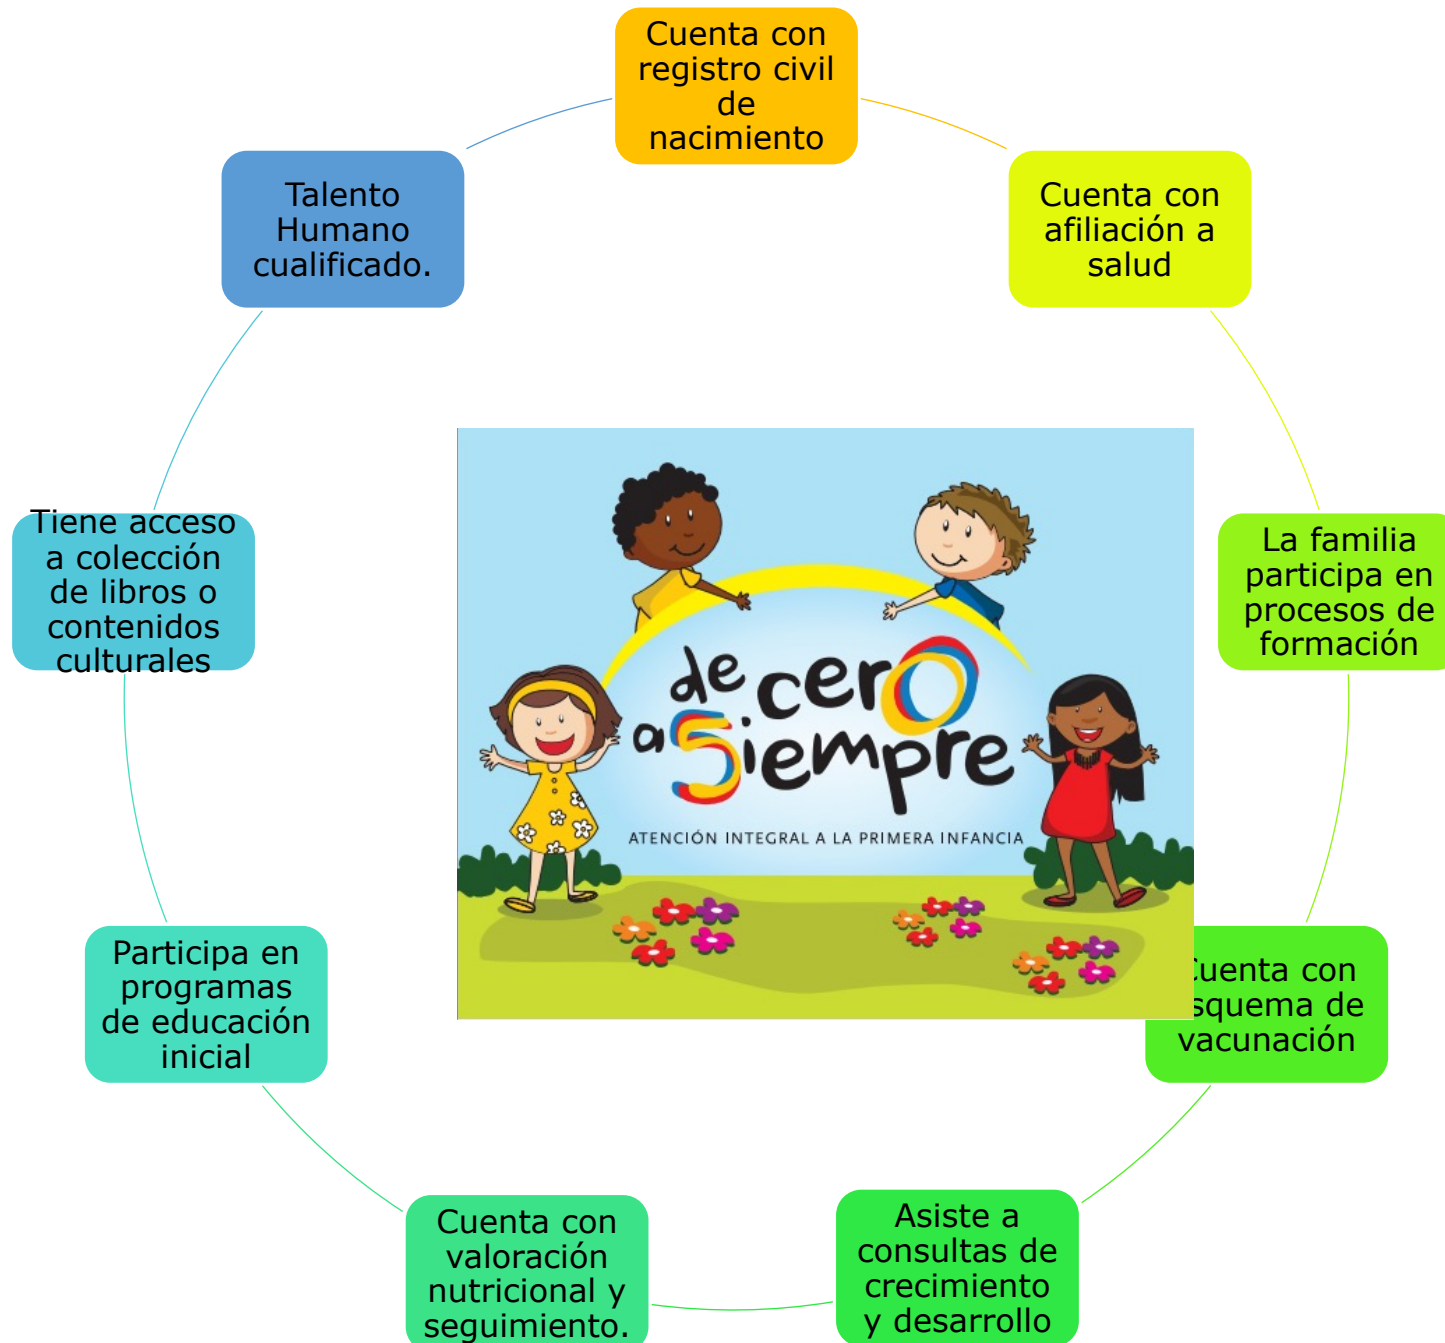 Cuenta con
registro civil
de
nacimiento
Cuenta con
afiliación a
salud
La familia
participa en
procesos de
formación
Cuenta con
esquema de
vacunación
Asiste a
consultas de
crecimiento
y desarrollo
Cuenta con
valoración
nutricional y
seguimiento.
Participa en
programas
de educación
inicial
Tiene acceso
a colección
de libros o
contenidos
culturales
Talento
Humano
cualificado.
de cero
a Siempre
ATENCIÓN INTEGRAL A LA PRIMERA INFANCIA